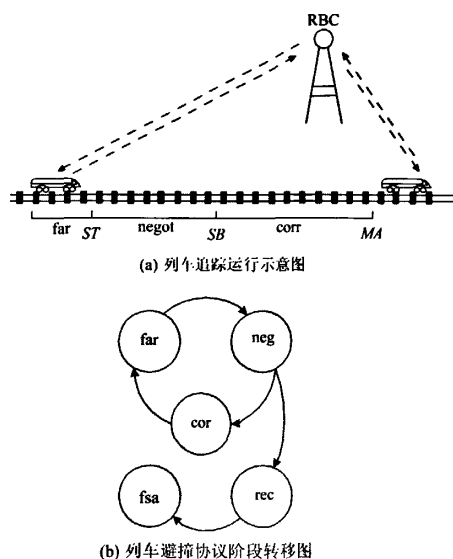 RBC
far ST negot SB corr MA
(a) 列车追踪运行示意图
far neg
cor
fsa rec
(b) 列车避撞协议阶段转移图